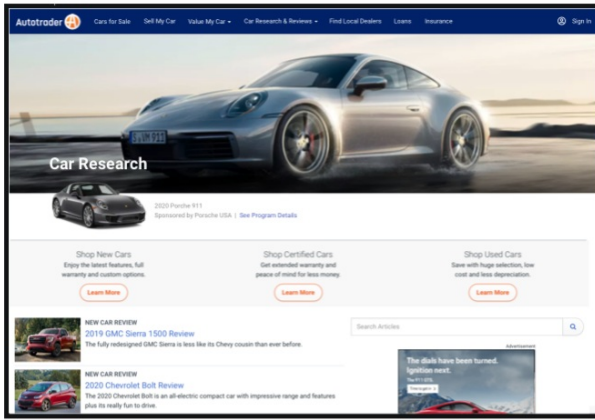 Autotrader
Cars for Sale
Sell My Car
Value My Car
Car Research & Reviews
Find Local Dealers
Loans
Insurance
Sign In
S·VM 911
Car Research
2020 Porche 911
Sponsored by Porsche USA | See Program Details
Shop New Cars
Enjoy the latest features, full
warranty and custom options.
Learn More
Shop Certified Cars
Get extended warranty and
peace of mind for less money.
Learn More
Shop Used Cars
Save with huge selection, low
cost and less depreciation.
Learn More
NEW CAR REVIEW
2019 GMC Sierra 1500 Review
The fully redesigned GMC Sierra is less like its Chevy cousin than ever before.
NEW CAR REVIEW
2020 Chevrolet Bolt Review
The 2020 Chevrolet Bolt is an all-electric compact car with impressive range and features
plus its really fun to drive.
Search Articles
Advertisement
The dials have been turned.
Ignition next.